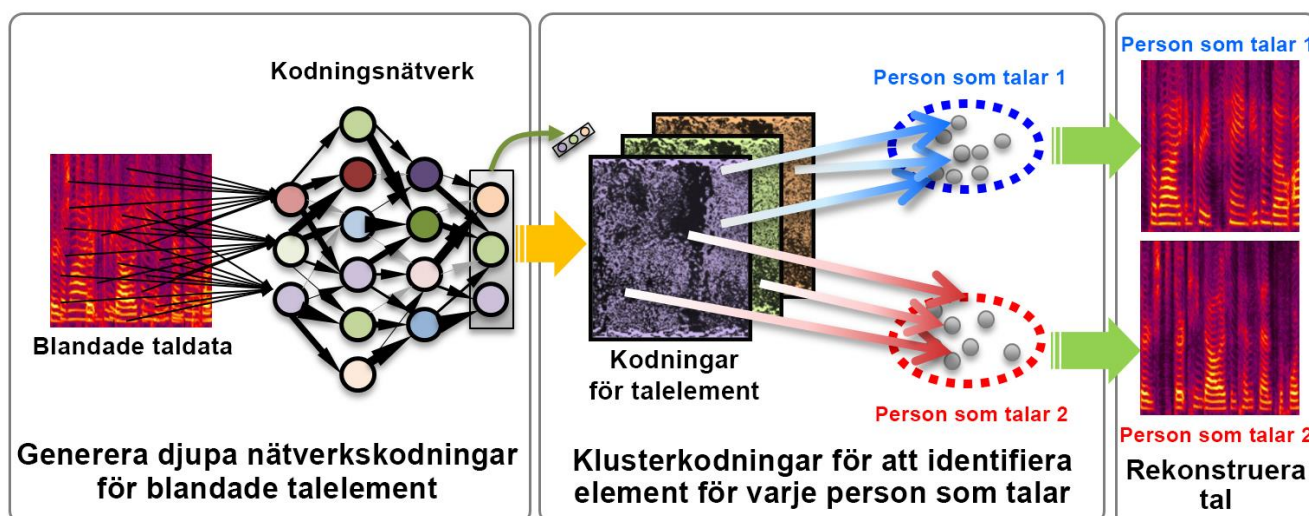 Kodningsnätverk
Blandade taldata
Generera djupa nätverkskodningar
för blandade talelement
Person som talar 1
Kodningar
för talelement
Person som talar 2
Klusterkodningar för att identifiera
element för varje person som talar
Person som talar 1
Person som talar 2
Rekonstruera
tal